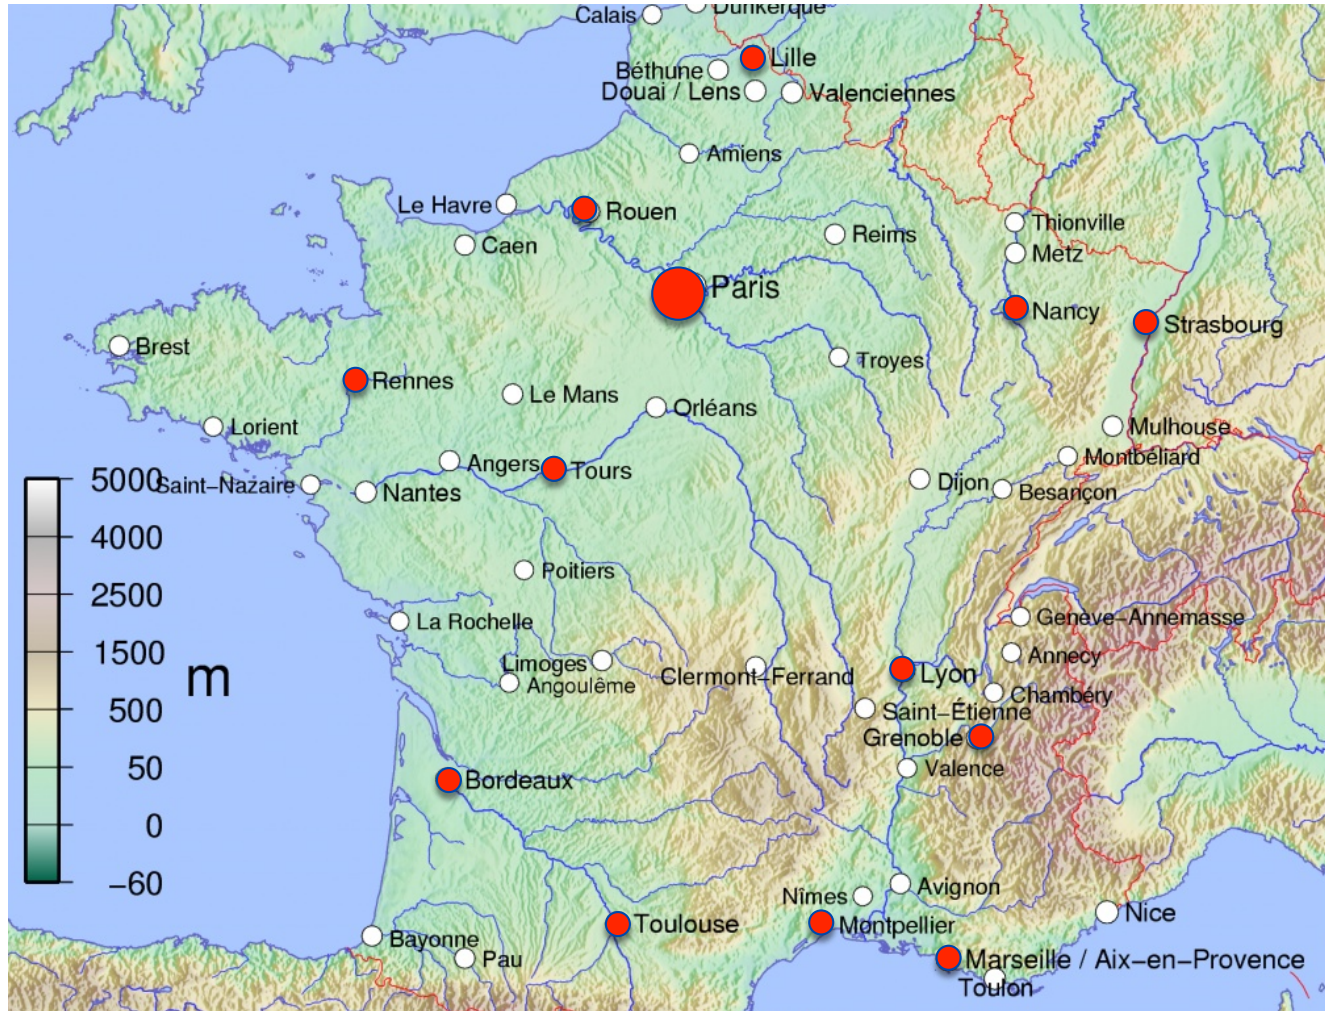 Calais
Dunkerque
Lille
Béthune
Douai / Lens
Valenciennes
Amiens
Le Havre
Rouen
Caen
Reims
Thionville
Metz
Paris
Nancy
Strasbourg
Brest
Troyes
Rennes
Le Mans
Orléans
Lorient
Mulhouse
Montbéliard
Angers
Tours
Dijon
Besançon
Saint-Nazaire
Nantes
5000
4000
2500
1500
500
50
0
-60
m
Poitiers
La Rochelle
Genève-Annemasse
Limoges
Angoulême
Clermont-Ferrand
Annecy
Lyon
Chambéry
Saint-Étienne
Grenoble
Valence
Bordeaux
Avignon
Nîmes
Nice
Toulouse
Montpellier
Bayonne
Pau
Marseille / Aix-en-Provence
Toulon